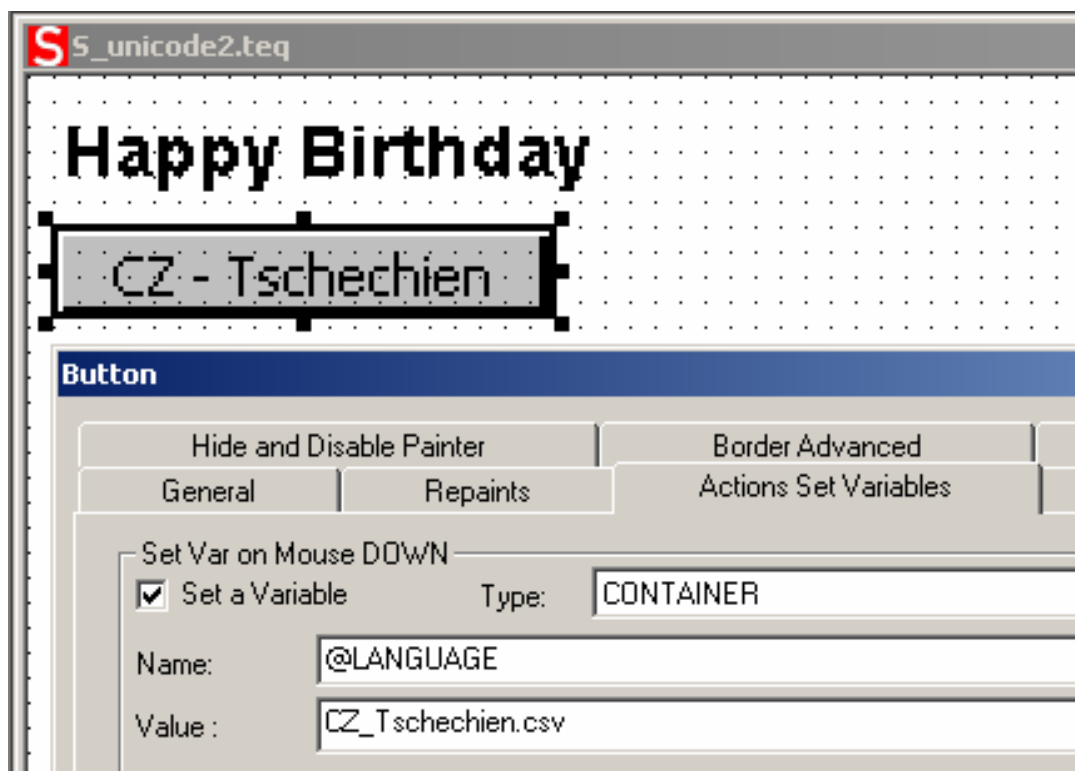 S S_unicode2.teq
Happy Birthday
CZ - Tschechien
Button
Hide and Disable Painter Border Advanced
General Repaints Actions Set Variables
Set Var on Mouse DOWN
Set a Variable Type: CONTAINER
Name: @LANGUAGE
Value : CZ_Tschechien.csv